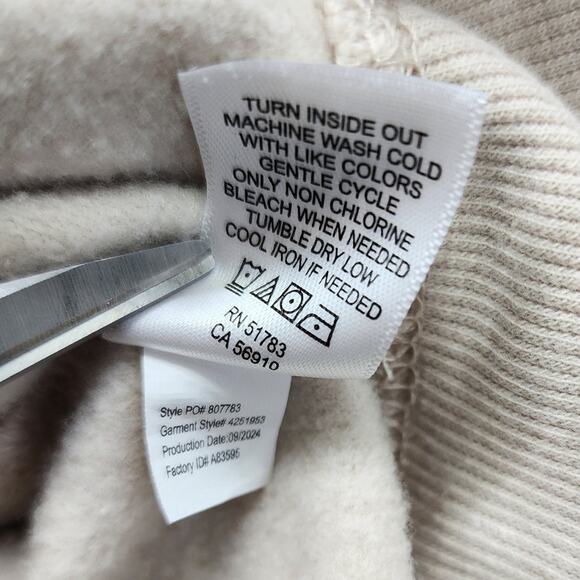 TURN INSIDE OUT
MACHINE WASH COLD
WITH LIKE COLORS
GENTLE CYCLE
ONLY NON CHLORINE
BLEACH WHEN NEEDED
TUMBLE DRY LOW
COOL IRON IF NEEDED
RN 51783
CA 56910
Style PO# 807783
Garment Style# 4251953
Production Date:09/2024
Factory ID# A83595